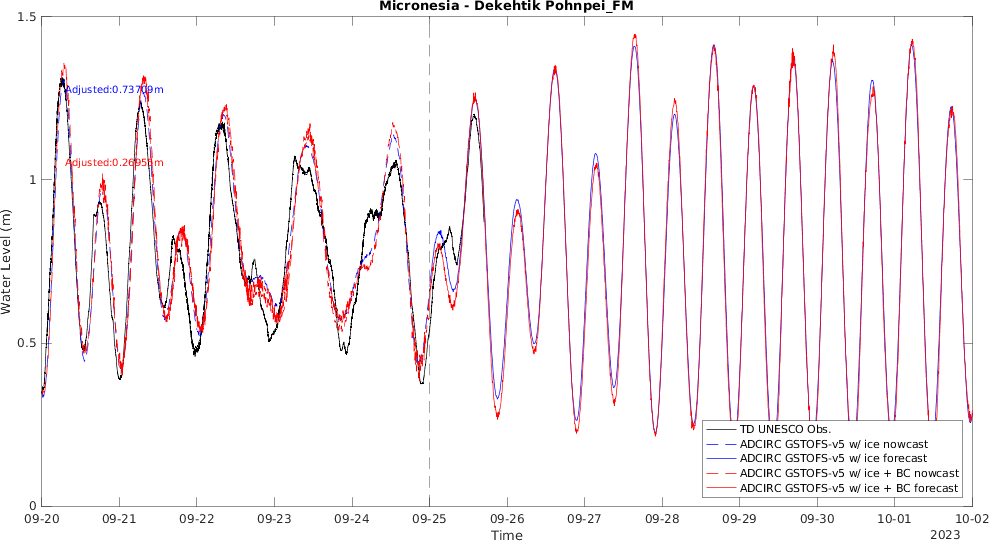 Micronesia - Dekehtik Pohnpei_FM
1.5
Adjusted:0.73709m
Adjusted:0.26955m
1
Water Level (m)
0.5
TD UNESCO Obs.
ADCIRC GSTOFS-v5 w/ ice nowcast
ADCIRC GSTOFS-v5 w/ ice forecast
ADCIRC GSTOFS-v5 w/ ice + BC nowcast
ADCIRC GSTOFS-v5 w/ ice + BC forecast
0
09-20 09-21 09-22 09-23 09-24 09-25 09-26 09-27 09-28 09-29 09-30 10-01 10-02
Time
2023